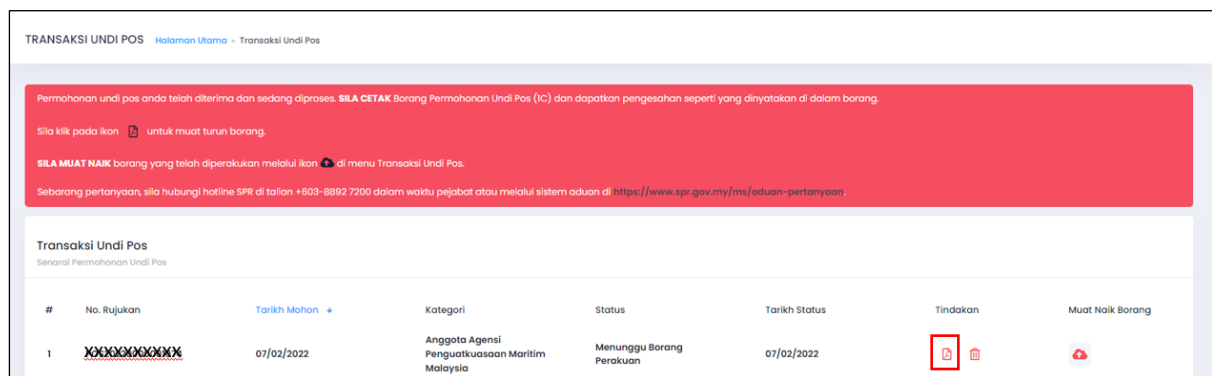 TRANSAKSI UNDI POS Halaman Utama - Transaksi Undi Pos
Permohonan undi pos anda telah diterima dan sedang diproses. SILA CETAK Borang Permohonan Undi Pos (1C) dan dapatkan pengesahan seperti yang dinyatakan di dalam borang.
Sila klik pada ikon untuk muat turun borang.
SILA MUAT NAIK borang yang telah diperakukan melalui ikon di menu Transaksi Undi Pos.
Sebarang pertanyaan, sila hubungi hotline SPR di talian +603-8892 7200 dalam waktu pejabat atau melalui sistem aduan di https://www.spr.gov.my/ms/aduan-pertanyaan.
Transaksi Undi Pos
Senarai Permohonan Undi Pos
# No. Rujukan Tarikh Mohon Kategori Status Tarikh Status Tindakan Muat Naik Borang
1 XXXXXXXXXX 07/02/2022 Anggota Agensi Penguatkuasaan Maritim Malaysia Menunggu Borang Perakuan 07/02/2022